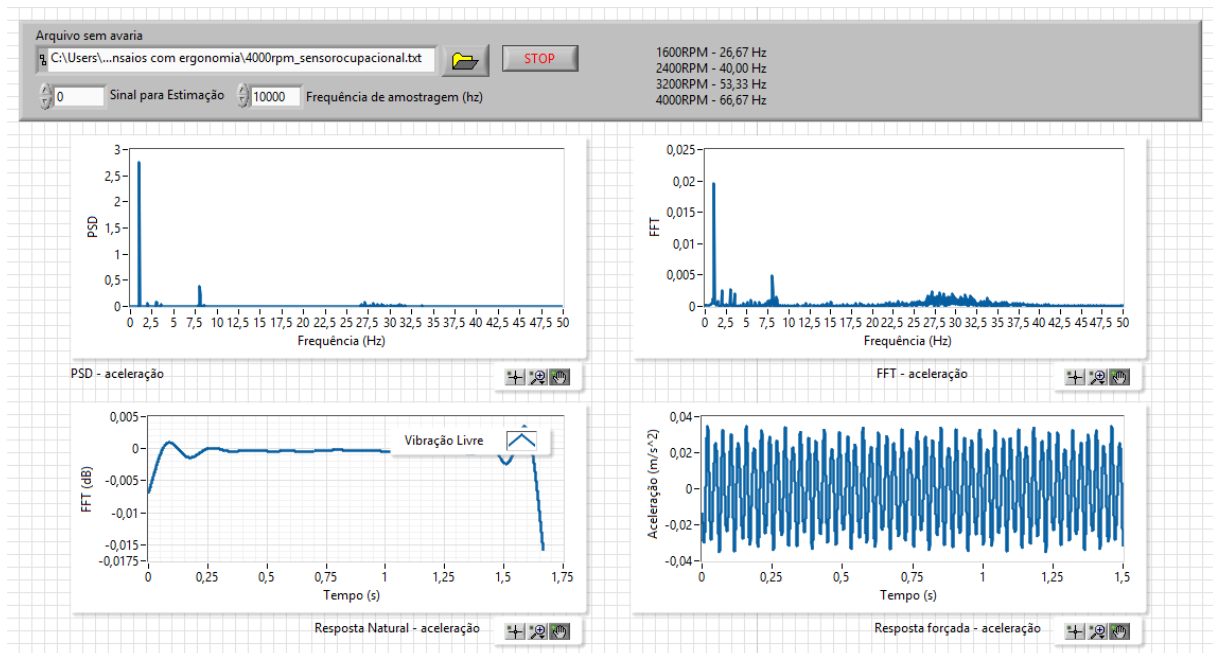 Arquivo sem avaria
C:\Users\...nsaios com ergonomia\4000rpm_sensorocupacional.txt
STOP
0 Sinal para Estimação 10000 Frequência de amostragem (hz)
1600RPM - 26,67 Hz
2400RPM - 40,00 Hz
3200RPM - 53,33 Hz
4000RPM - 66,67 Hz
3
2,5
2
1,5
1
0,5
0
PSD
0 2,5 5 7,5 10 12,5 15 17,5 20 22,5 25 27,5 30 32,5 35 37,5 40 42,5 45 47,5 50
Frequência (Hz)
PSD - aceleração
0,025
0,02
0,015
0,01
0,005
0
FFT
0 2,5 5 7,5 10 12,5 15 17,5 20 22,5 25 27,5 30 32,5 35 37,5 40 42,5 45 47,5 50
Frequência (Hz)
FFT - aceleração
0,005
0
-0,005
-0,01
-0,015
-0,0175
FFT (dB)
Vibração Livre
0 0,25 0,5 0,75 1 1,25 1,5 1,75
Tempo (s)
Resposta Natural - aceleração
0,04
0,02
0
-0,02
-0,04
Aceleração (m/s^2)
0 0,25 0,5 0,75 1 1,25 1,5
Tempo (s)
Resposta forçada - aceleração